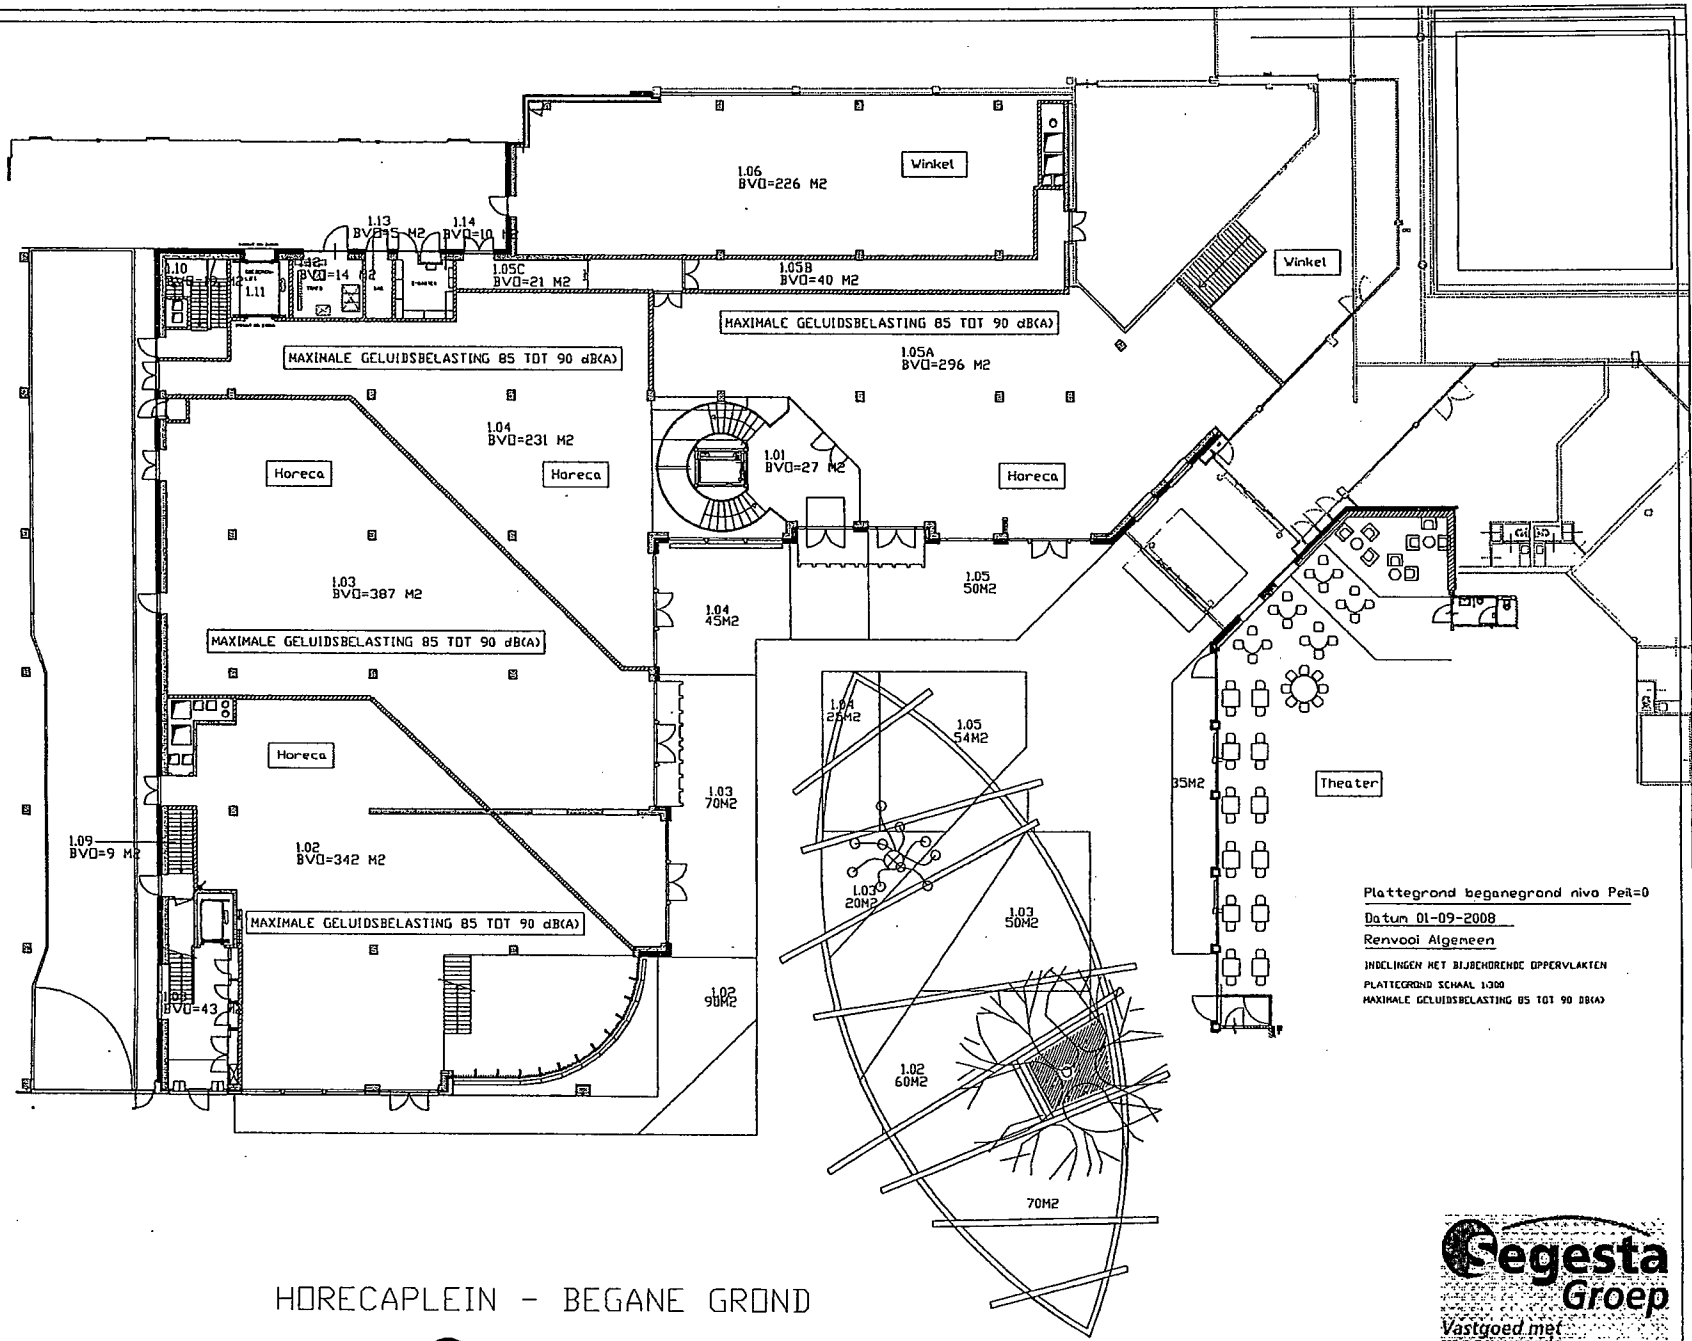 1.06
BVO=226 M2
Winkel
1.13
BVO=5 M2
1.14
BVO=10
1.10
1.11
BVO=14
TRAFO
1.05C
BVO=21 M2
1.05B
BVO=40 M2
Winkel
MAXIMALE GELUIDSBELASTING 85 TOT 90 dB(A)
MAXIMALE GELUIDSBELASTING 85 TOT 90 dB(A)
1.05A
BVO=296 M2
1.04
BVO=231 M2
Horeca
Horeca
1.01
BVO=27 M2
Horeca
1.03
BVO=387 M2
1.05
50M2
1.04
45M2
MAXIMALE GELUIDSBELASTING 85 TOT 90 dB(A)
1.04
25M2
1.05
54M2
Horeca
1.03
70M2
35M2
Theater
1.09
BVO=9 M2
1.02
BVO=342 M2
1.03
20M2
1.03
50M2
MAXIMALE GELUIDSBELASTING 85 TOT 90 dB(A)
Plattegrond beganegrond nivo Peil=0
Datum 01-09-2008
Renvooi Algemeen
INDELINGEN MET BIJBEHORENDE OPPERVLAKTEN
PLATTEGROND SCHAAL 1:300
MAXIMALE GELUIDSBELASTING 85 TOT 90 DB(A)
BVO=43 M2
1.02
90M2
1.02
60M2
70M2
HORECAPLEIN - BEGANE GROND
Segesta
Groep
Vastgoed met